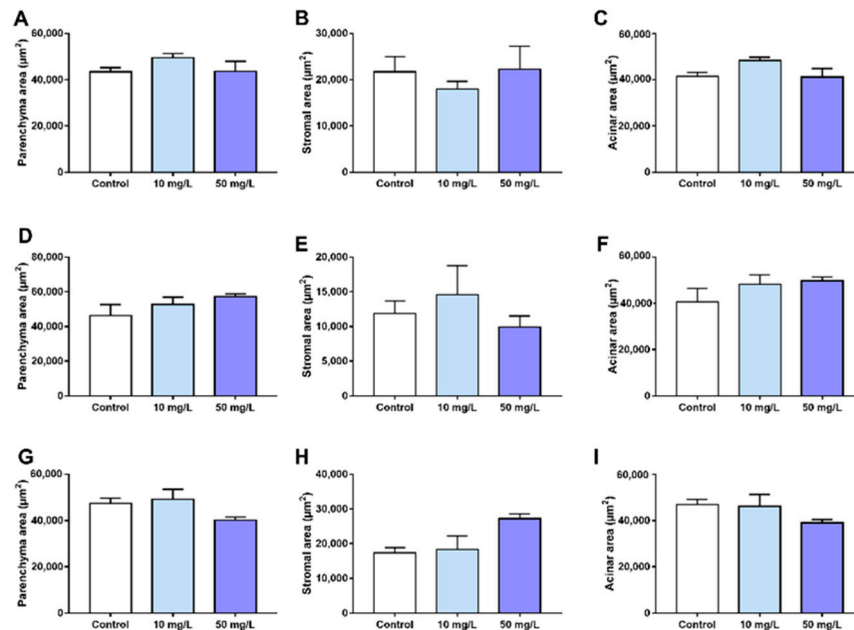 A B C
Parenchyma area (µm²) 60,000 40,000 20,000 0 Control 10 mg/L 50 mg/L
Stromal area (µm²) 30,000 20,000 10,000 0 Control 10 mg/L 50 mg/L
Acinar area (µm²) 60,000 40,000 20,000 0 Control 10 mg/L 50 mg/L
D E F
Parenchyma area (µm²) 80,000 60,000 40,000 20,000 0 Control 10 mg/L 50 mg/L
Stromal area (µm²) 20,000 15,000 10,000 5,000 0 Control 10 mg/L 50 mg/L
Acinar area (µm²) 60,000 40,000 20,000 0 Control 10 mg/L 50 mg/L
G H I
Parenchyma area (µm²) 60,000 40,000 20,000 0 Control 10 mg/L 50 mg/L
Stromal area (µm²) 40,000 30,000 20,000 10,000 0 Control 10 mg/L 50 mg/L
Acinar area (µm²) 60,000 40,000 20,000 0 Control 10 mg/L 50 mg/L